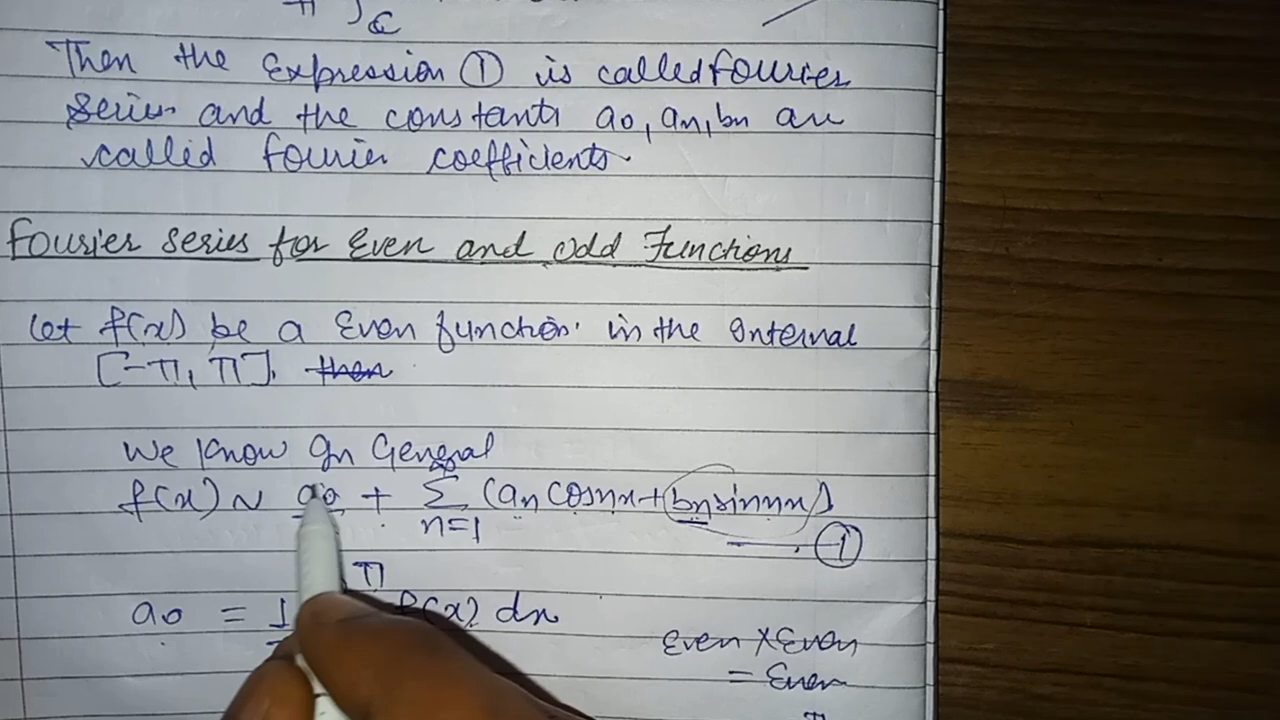 π ∫c
Then the Expression ① is called fourier
series and the constants a0, an, bn are
called fourier coefficients.
Fourier Series for Even and Odd Functions
Let f(x) be a Even function in the Interval
[-π, π]. then
We Know In General
f(x) ~ a0 + ∞ Σ n=1 (an cosnx + bn sinnx)
①
a0 = 1 π f(x) dx
Even × Even
= Even
π